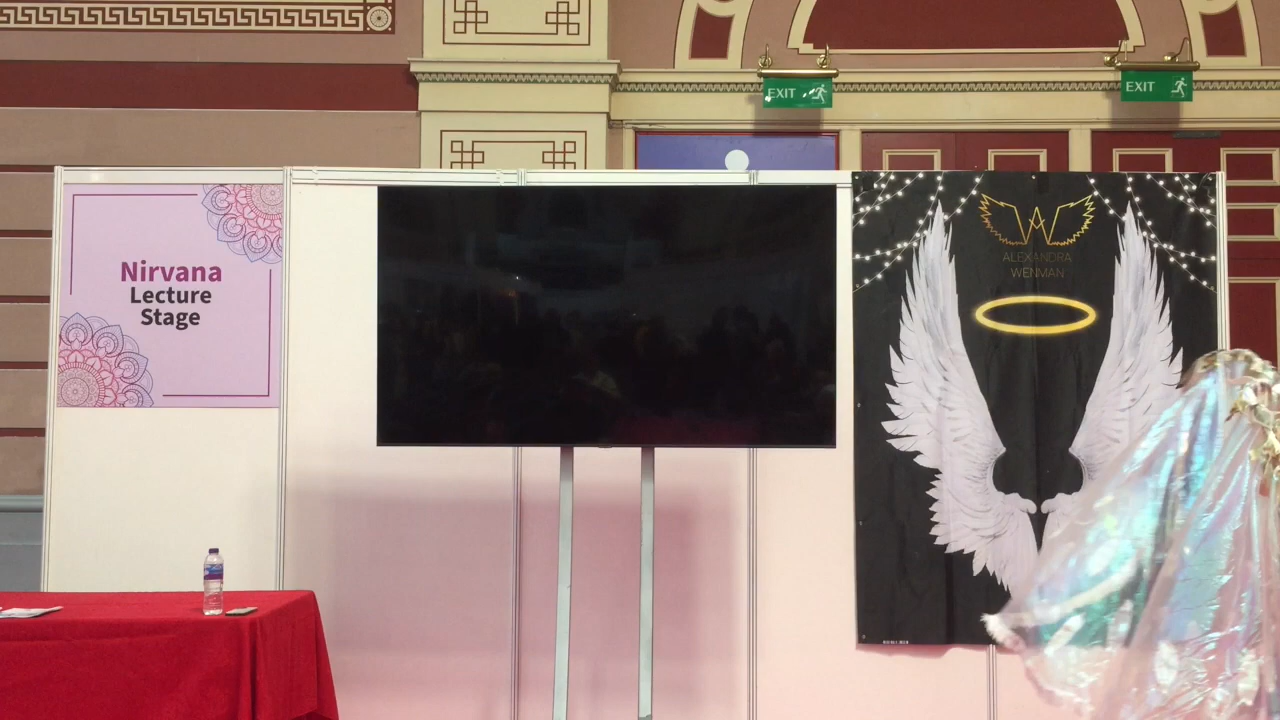 EXIT
EXIT
Nirvana
Lecture
Stage
ALEXANDRA
WENMAN